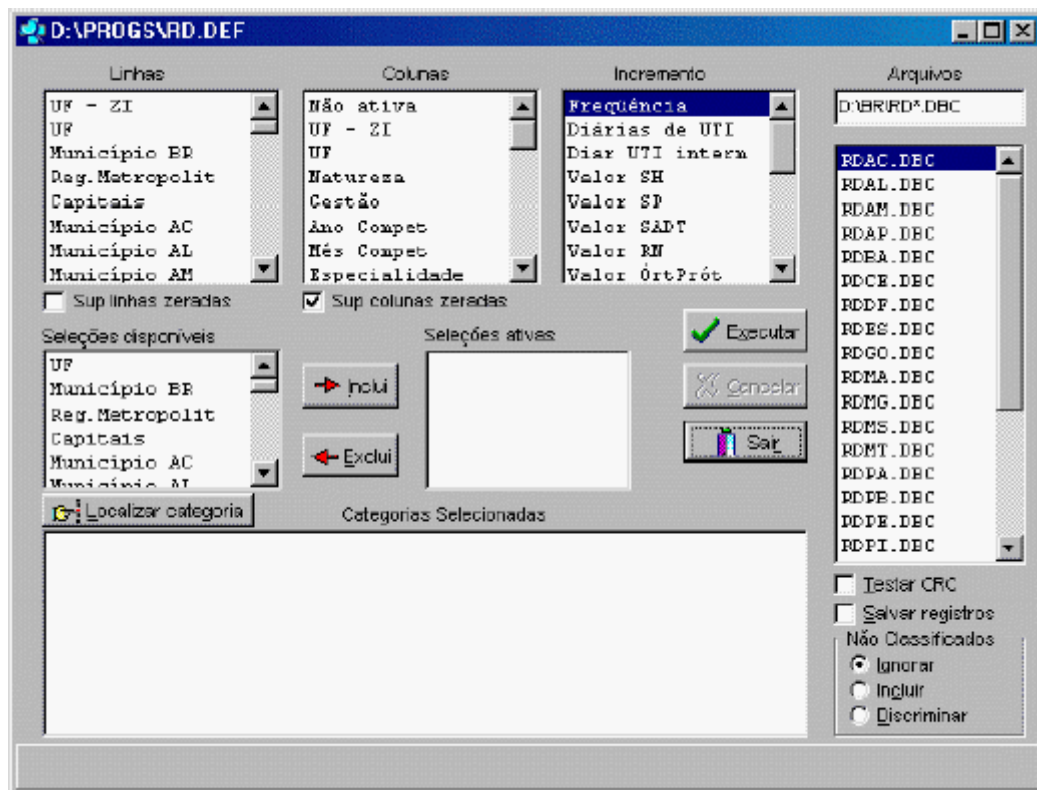 D:\PROGS\RD.DEF
Linhas
UF - ZI
UF
Município BR
Reg.Metropolit
Capitais
Município AC
Município AL
Município AM
Sup linhas zeradas
Colunas
Não ativa
UF - ZI
UF
Natureza
Gestão
Ano Compet
Mês Compet
Especialidade
Sup colunas zeradas
Incremento
Freqüência
Diárias de UTI
Diar UTI intern
Valor SH
Valor SP
Valor SADT
Valor RN
Valor ÓrtPrót
Arquivos
D:\BR\RD*.DBC
RDAC.DBC
RDAL.DBC
RDAM.DBC
RDAP.DBC
RDBA.DBC
RDCE.DBC
RDDF.DBC
RDES.DBC
RDGO.DBC
RDMA.DBC
RDMG.DBC
RDMS.DBC
RDMT.DBC
RDPA.DBC
RDPB.DBC
RDPE.DBC
RDPI.DBC
Seleções disponíveis
UF
Município BR
Reg.Metropolit
Capitais
Município AC
Município AL
Inclui
Exclui
Seleções ativas
Executar
Cancelar
Sair
Localizar categoria
Categorias Selecionadas
Testar CRC
Salvar registros
Não Classificados
Ignorar
Incluir
Discriminar